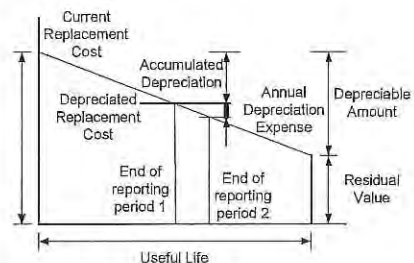 Current
Replacement
Cost
Accumulated
Depreciation
Depreciated
Replacement
Cost
Annual
Depreciation
Expense
Depreciable
Amount
End of
reporting
period 1
End of
reporting
period 2
Residual
Value
Useful Life